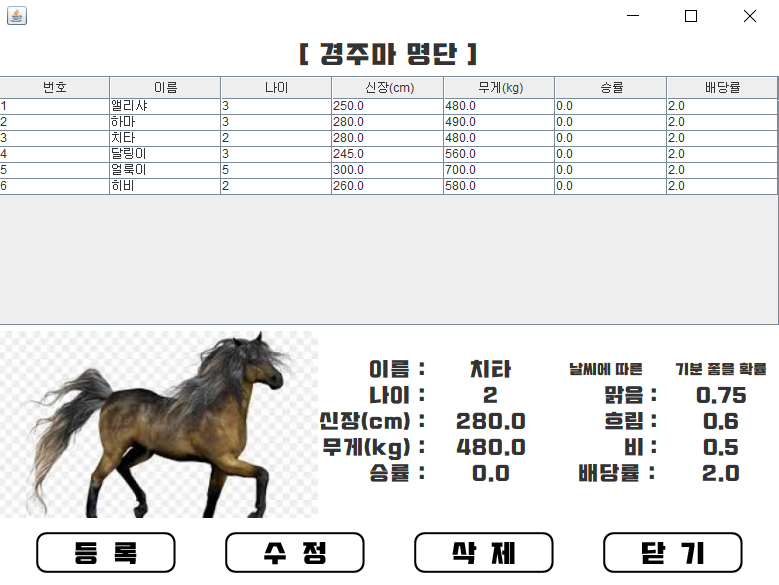 [ 경주마 명단 ]
번호 이름 나이 신장(cm) 무게(kg) 승률 배당률
1 앨리샤 3 250.0 480.0 0.0 2.0
2 하마 3 280.0 490.0 0.0 2.0
3 치타 2 280.0 480.0 0.0 2.0
4 달링이 3 245.0 560.0 0.0 2.0
5 얼룩이 5 300.0 700.0 0.0 2.0
6 히비 2 260.0 580.0 0.0 2.0
이름 : 치타 날씨에 따른 기분 좋을 확률
나이 : 2 맑음 : 0.75
신장(cm) : 280.0 흐림 : 0.6
무게(kg) : 480.0 비 : 0.5
승률 : 0.0 배당률 : 2.0
등 록 수 정 삭 제 닫 기